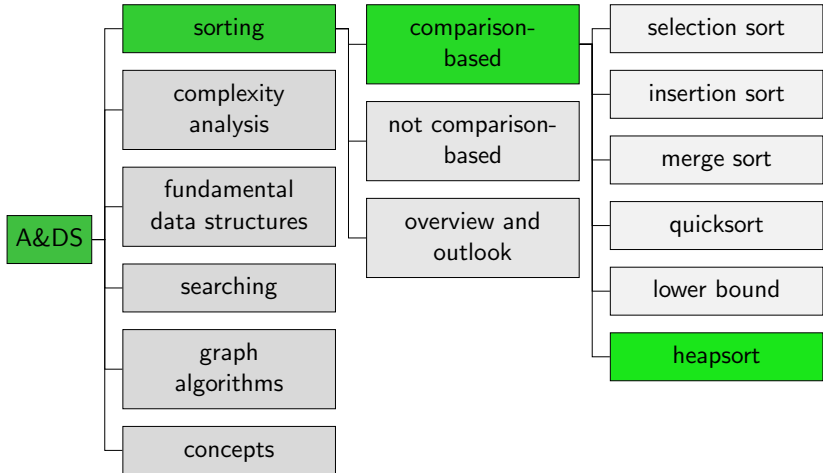 A&DS
sorting
complexity
analysis
fundamental
data structures
searching
graph
algorithms
concepts
comparison-
based
not comparison-
based
overview and
outlook
selection sort
insertion sort
merge sort
quicksort
lower bound
heapsort